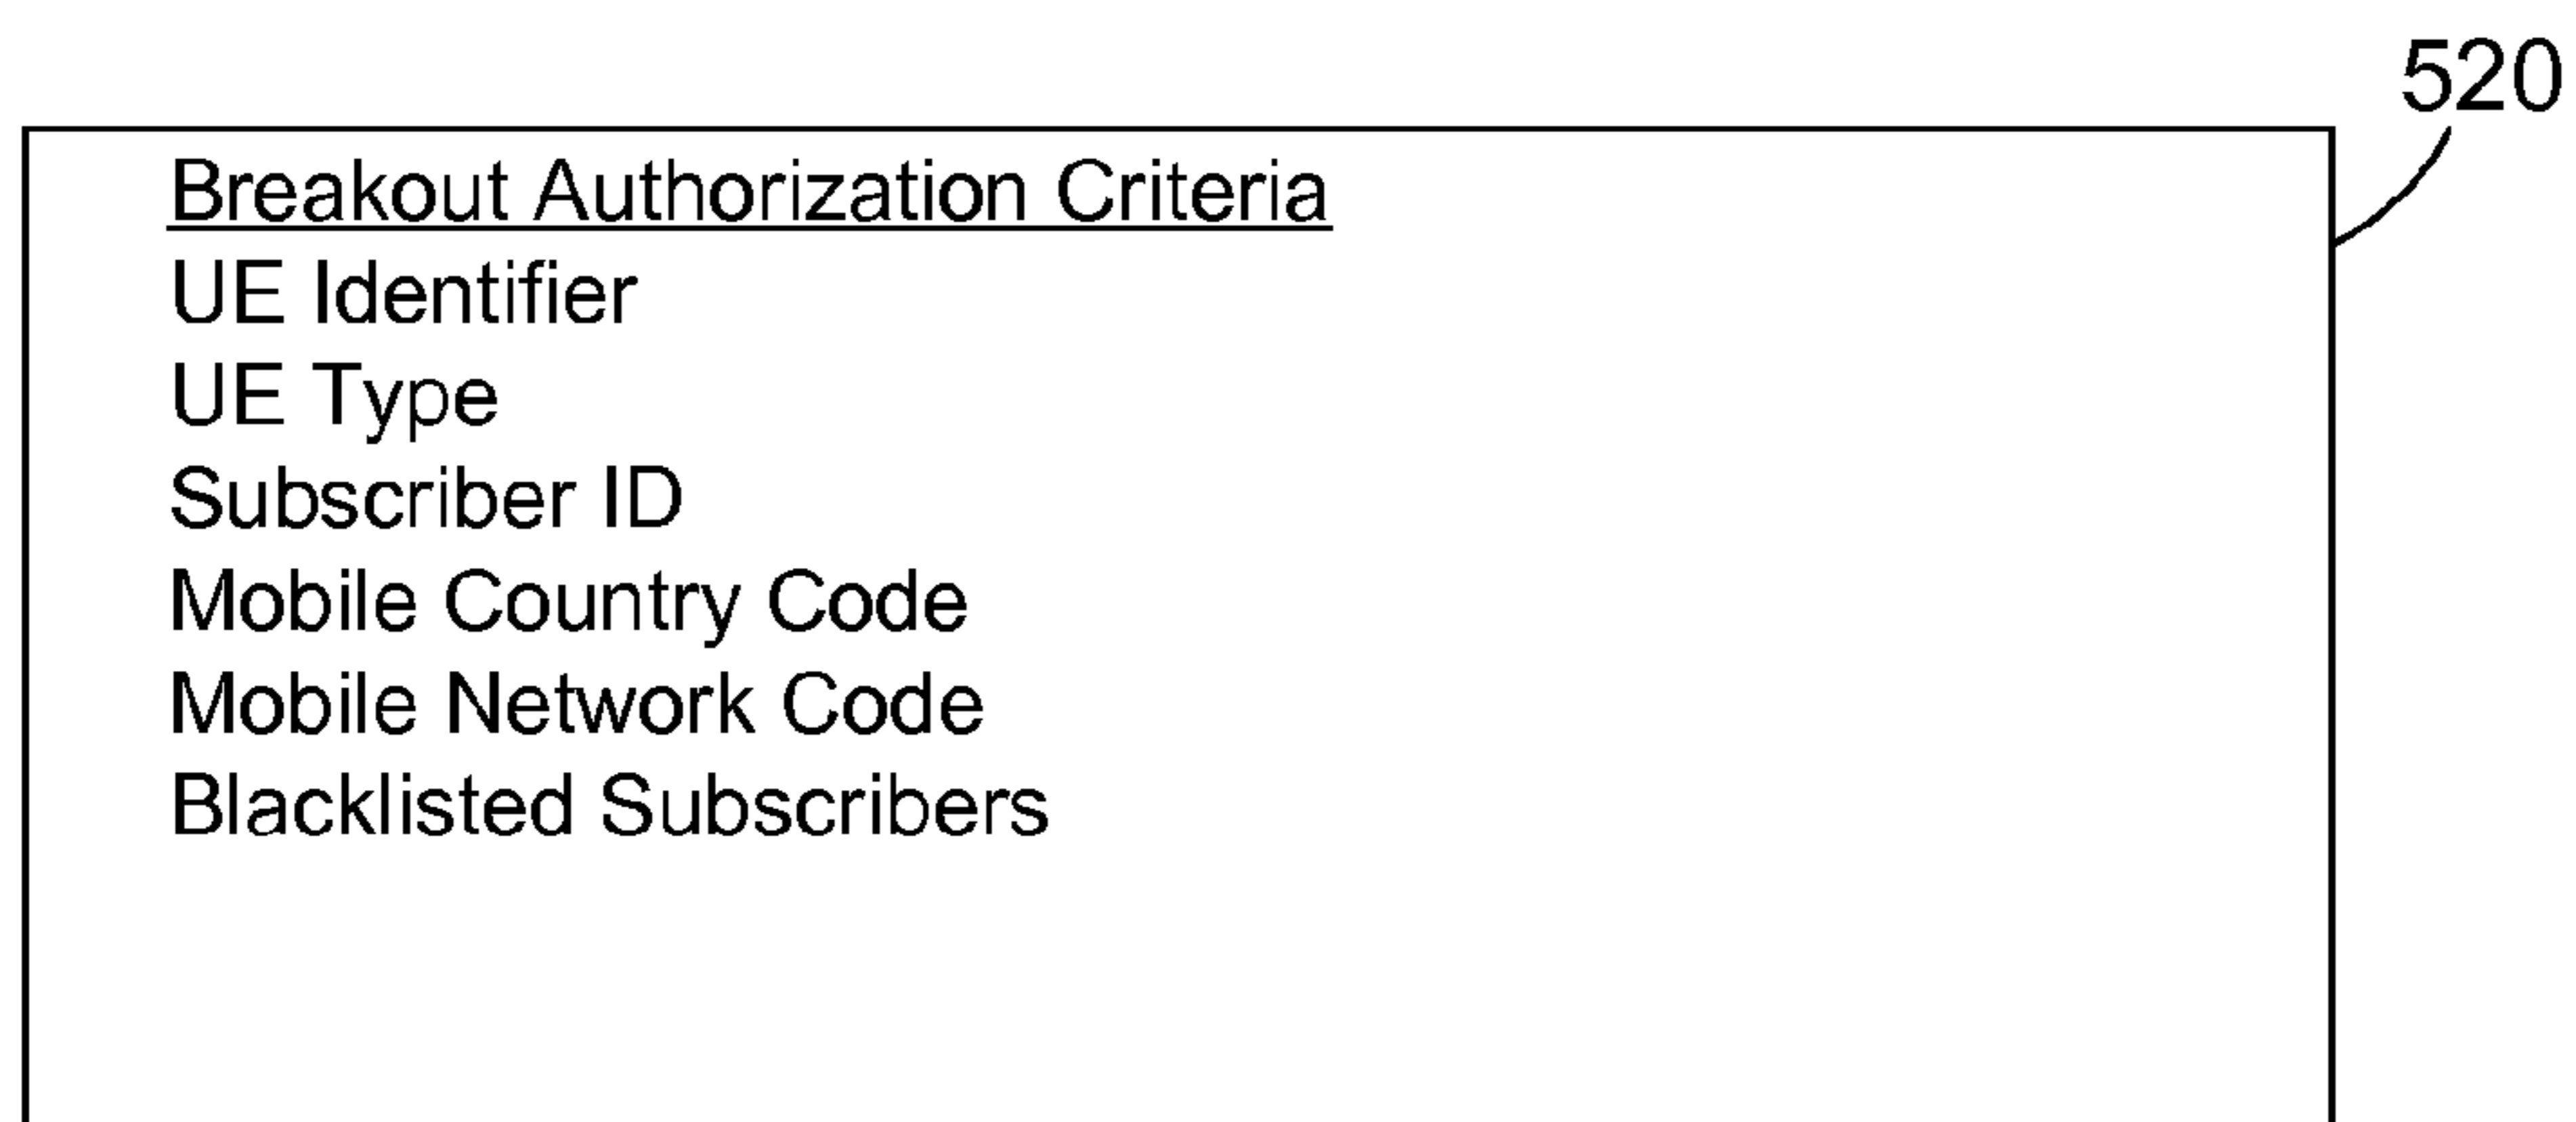 520
Breakout Authorization Criteria
UE Identifier
UE Type
Subscriber ID
Mobile Country Code
Mobile Network Code
Blacklisted Subscribers